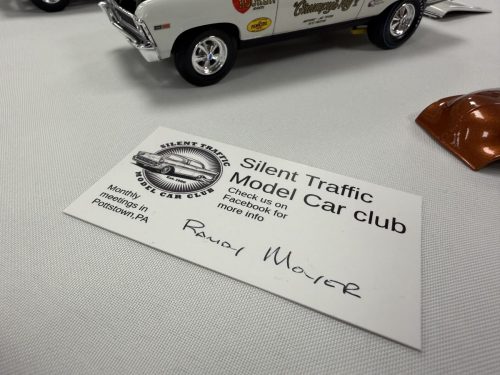 SILENT TRAFFIC
MODEL CAR CLUB
Silent Traffic
Model Car club
Check us on
Facebook for
more info
Monthly
meetings in
Pottstown,PA
Randy Moyer